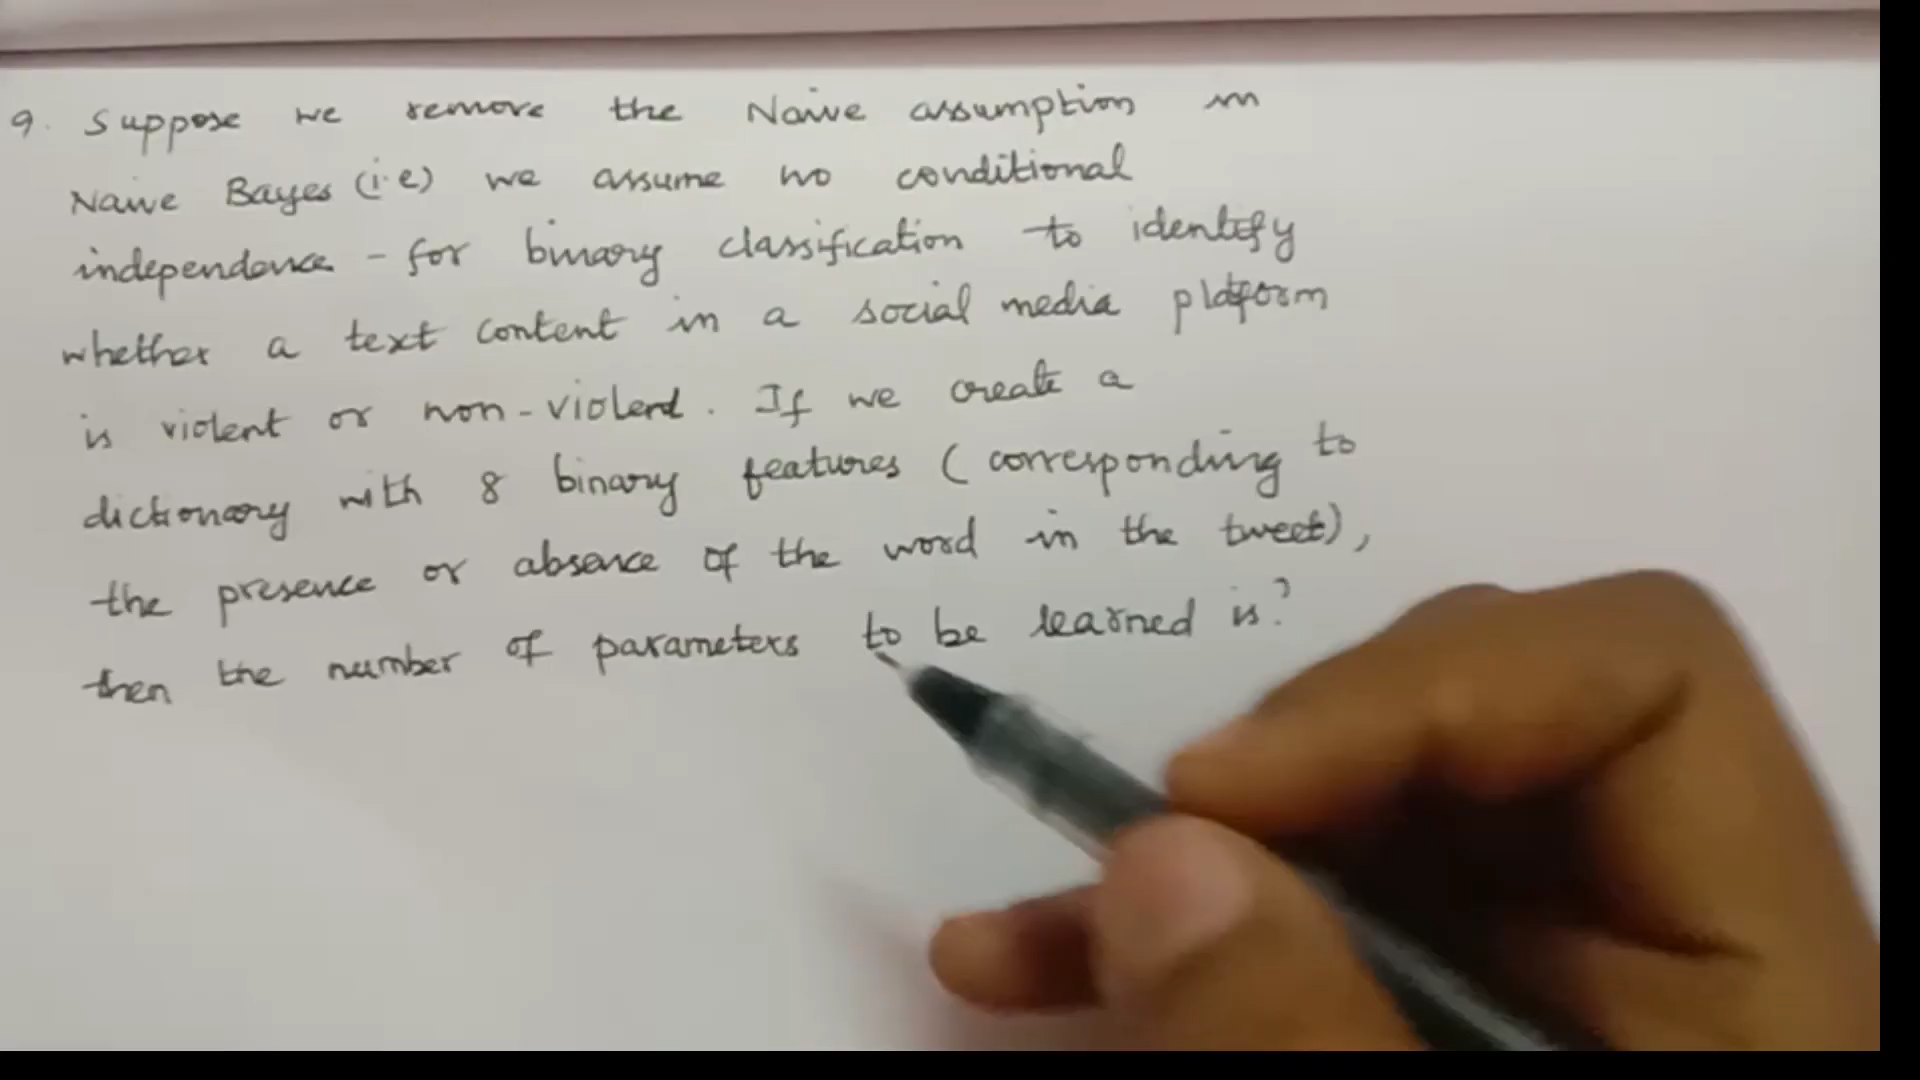 9. Suppose we remove the Naive assumption in
Naive Bayes (i.e) we assume no conditional
independence - for binary classification to identify
whether a text content in a social media platform
is violent or non-violent. If we create a
dictionary with 8 binary features (corresponding to
the presence or absence of the word in the tweet),
then the number of parameters to be learned is?